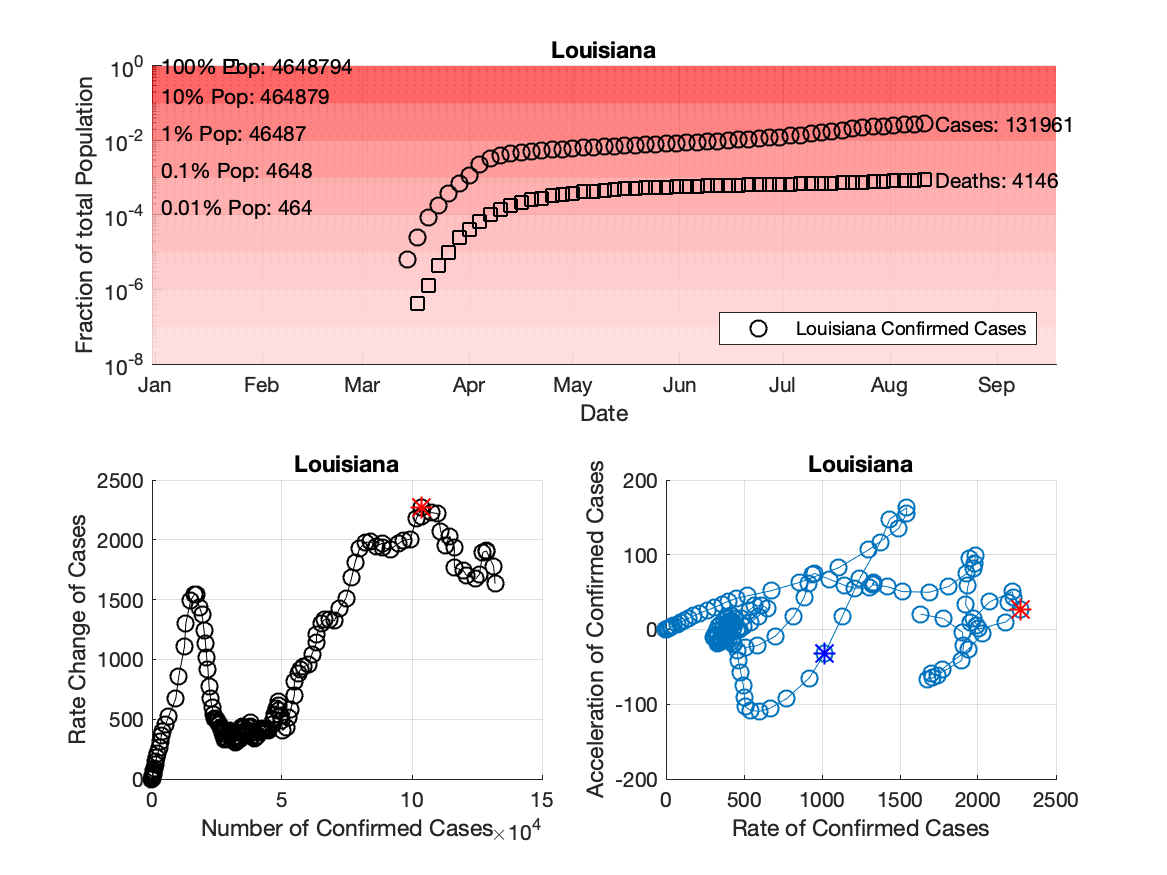 Louisiana
Fraction of total Population
10^0
10^-2
10^-4
10^-6
10^-8
100% Pop: 4648794
10% Pop: 464879
1% Pop: 46487
0.1% Pop: 4648
0.01% Pop: 464
Cases: 131961
Deaths: 4146
Louisiana Confirmed Cases
Jan Feb Mar Apr May Jun Jul Aug Sep
Date
Louisiana
Rate Change of Cases
2500
2000
1500
1000
500
0
0 5 10 15
Number of Confirmed Cases ×10^4
Louisiana
Acceleration of Confirmed Cases
200
100
0
-100
-200
0 500 1000 1500 2000 2500
Rate of Confirmed Cases